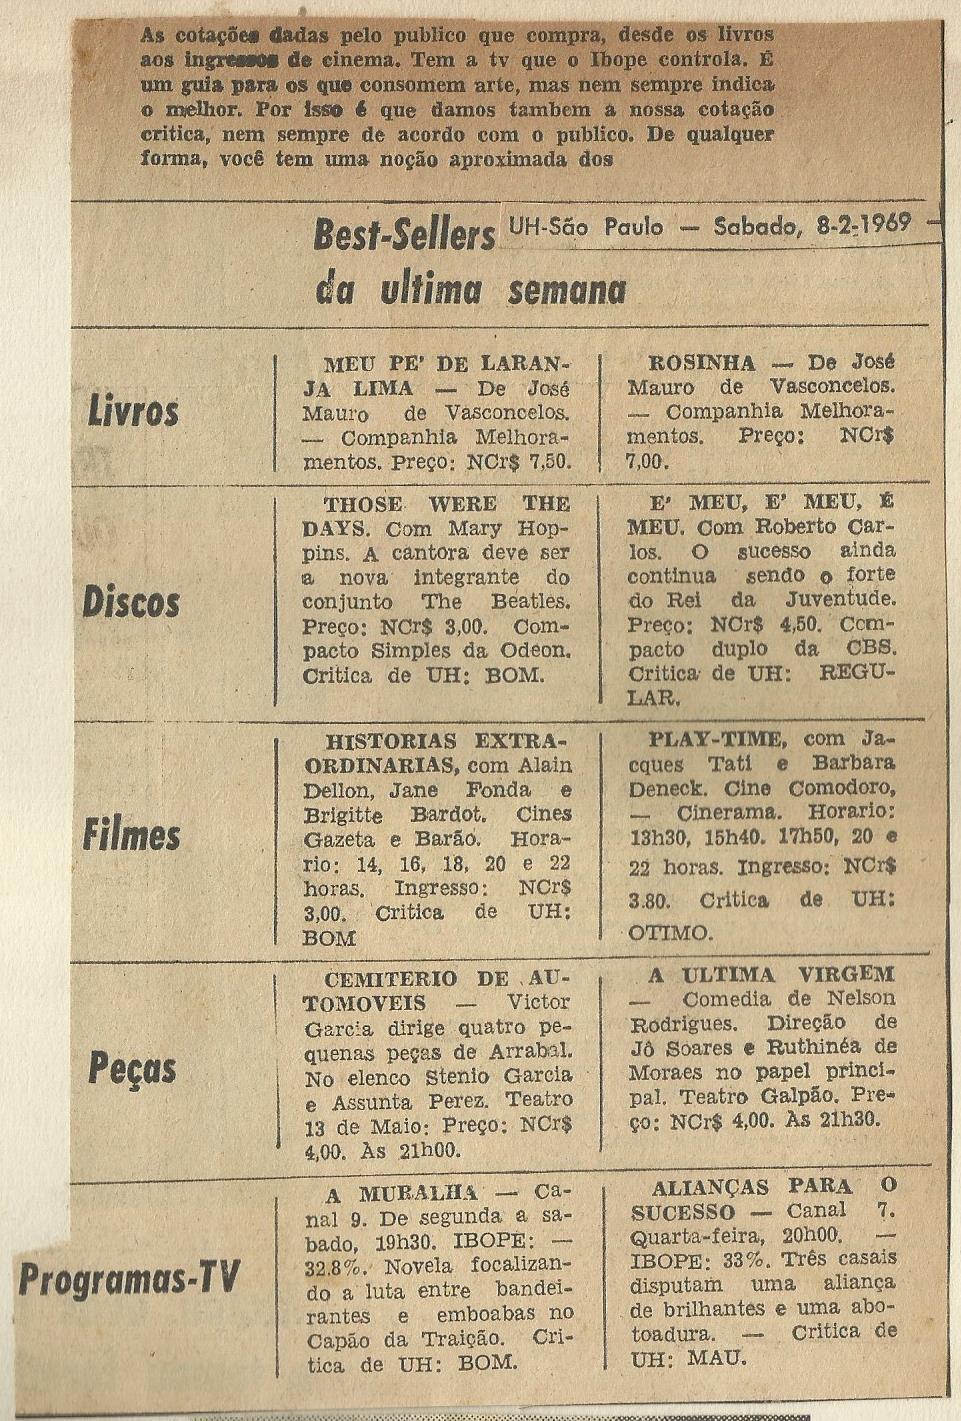 As cotações dadas pelo publico que compra, desde os livros
aos ingressos de cinema. Tem a tv que o Ibope controla. É
um guia para os que consomem arte, mas nem sempre indica
o melhor. Por isso é que damos tambem a nossa cotação
critica, nem sempre de acordo com o publico. De qualquer
forma, você tem uma noção aproximada dos
Best-Sellers
UH-São Paulo — Sabado, 8-2-1969 —
da ultima semana
Livros
MEU PE' DE LARAN-
JA LIMA — De José
Mauro de Vasconcelos.
— Companhia Melhora-
mentos. Preço: NCr$ 7,50.
ROSINHA — De José
Mauro de Vasconcelos.
— Companhia Melhora-
mentos. Preço: NCr$
7,00.
Discos
THOSE WERE THE
DAYS. Com Mary Hop-
pins. A cantora deve ser
a nova integrante do
conjunto The Beatles.
Preço: NCr$ 3,00. Com-
pacto Simples da Odeon.
Critica de UH: BOM.
E' MEU, E' MEU, É
MEU. Com Roberto Car-
los. O sucesso ainda
continua sendo o forte
do Rei da Juventude.
Preço: NCr$ 4,50. Com-
pacto duplo da CBS.
Critica de UH: REGU-
LAR.
Filmes
HISTORIAS EXTRA-
ORDINARIAS, com Alain
Dellon, Jane Fonda e
Brigitte Bardot. Cines
Gazeta e Barão. Hora-
rio: 14, 16, 18, 20 e 22
horas. Ingresso: NCr$
3,00. Critica de UH:
BOM
PLAY-TIME, com Ja-
cques Tati e Barbara
Deneck. Cine Comodoro,
— Cinerama. Horario:
13h30, 15h40. 17h50, 20 e
22 horas. Ingresso: NCr$
3.80. Critica de UH:
OTIMO.
Peças
CEMITERIO DE AU-
TOMOVEIS — Victor
Garcia dirige quatro pe-
quenas peças de Arrabal.
No elenco Stenio Garcia
e Assunta Perez. Teatro
13 de Maio: Preço: NCr$
4,00. Às 21h00.
A ULTIMA VIRGEM
— Comedia de Nelson
Rodrigues. Direção de
Jô Soares e Ruthinéa de
Moraes no papel princi-
pal. Teatro Galpão. Pre-
ço: NCr$ 4,00. Às 21h30.
Programas-TV
A MURALHA — Ca-
nal 9. De segunda a sa-
bado, 19h30. IBOPE: —
32.8%. Novela focalizan-
do a luta entre bandei-
rantes e emboabas no
Capão da Traição. Cri-
tica de UH: BOM.
ALIANÇAS PARA O
SUCESSO — Canal 7.
Quarta-feira, 20h00. —
IBOPE: 33%. Três casais
disputam uma aliança
de brilhantes e uma abo-
toadura. — Critica de
UH: MAU.